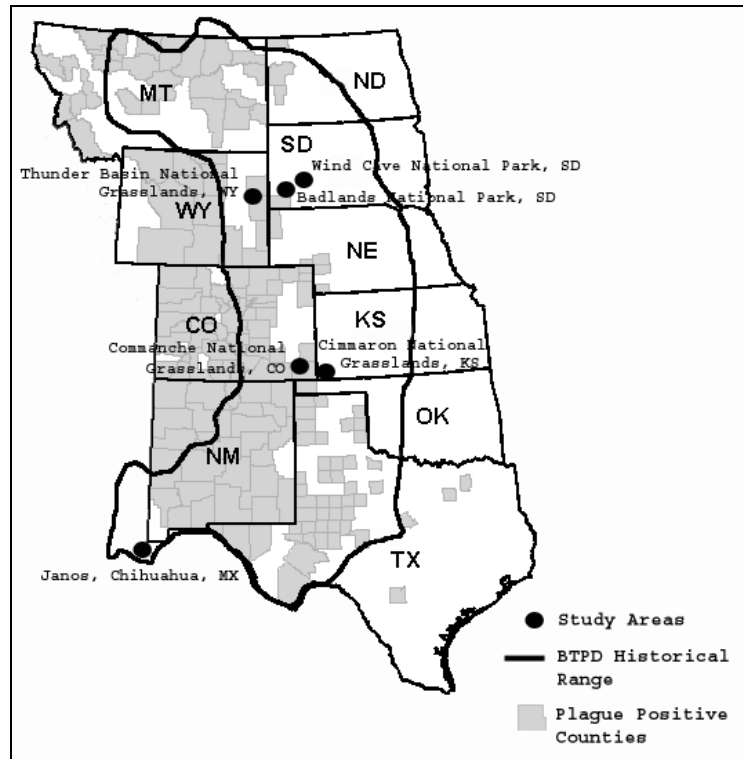 MT
ND
SD
Wind Cave National Park, SD
Thunder Basin National
Grasslands, WY
Badlands National Park, SD
WY
NE
CO
KS
Commanche National
Grasslands, CO
Cimmaron National
Grasslands, KS
OK
NM
TX
Janos, Chihuahua, MX
Study Areas
BTPD Historical
Range
Plague Positive
Counties